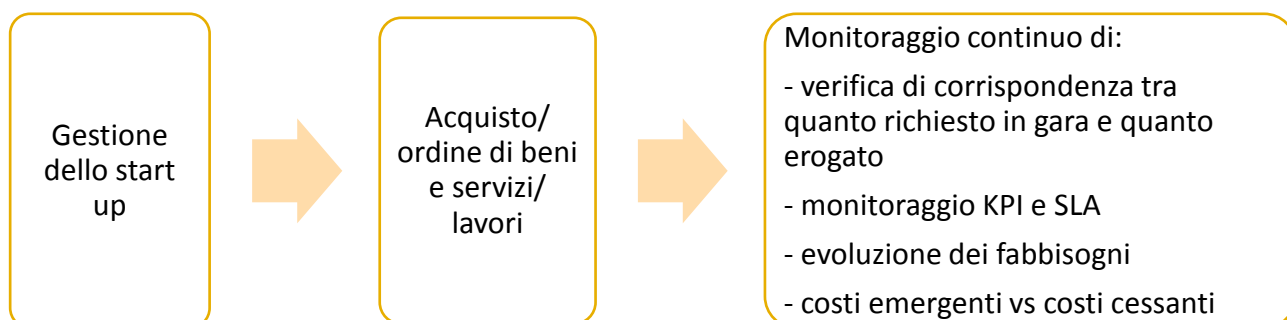 Gestione
dello start
up
Acquisto/
ordine di beni
e servizi/
lavori
Monitoraggio continuo di:
- verifica di corrispondenza tra
quanto richiesto in gara e quanto
erogato
- monitoraggio KPI e SLA
- evoluzione dei fabbisogni
- costi emergenti vs costi cessanti